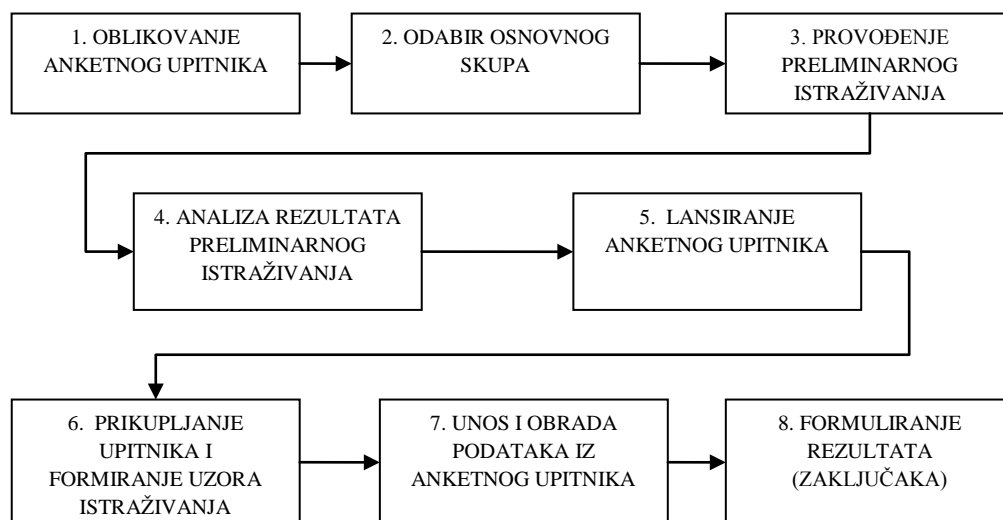 1. OBLIKOVANJE
ANKETNOG UPITNIKA
2. ODABIR OSNOVNOG
SKUPA
3. PROVOĐENJE
PRELIMINARNOG
ISTRAŽIVANJA
4. ANALIZA REZULTATA
PRELIMINARNOG
ISTRAŽIVANJA
5. LANSIRANJE
ANKETNOG UPITNIKA
6. PRIKUPLJANJE
UPITNIKA I
FORMIRANJE UZORA
ISTRAŽIVANJA
7. UNOS I OBRADA
PODATAKA IZ
ANKETNOG UPITNIKA
8. FORMULIRANJE
REZULTATA
(ZAKLJUČAKA)